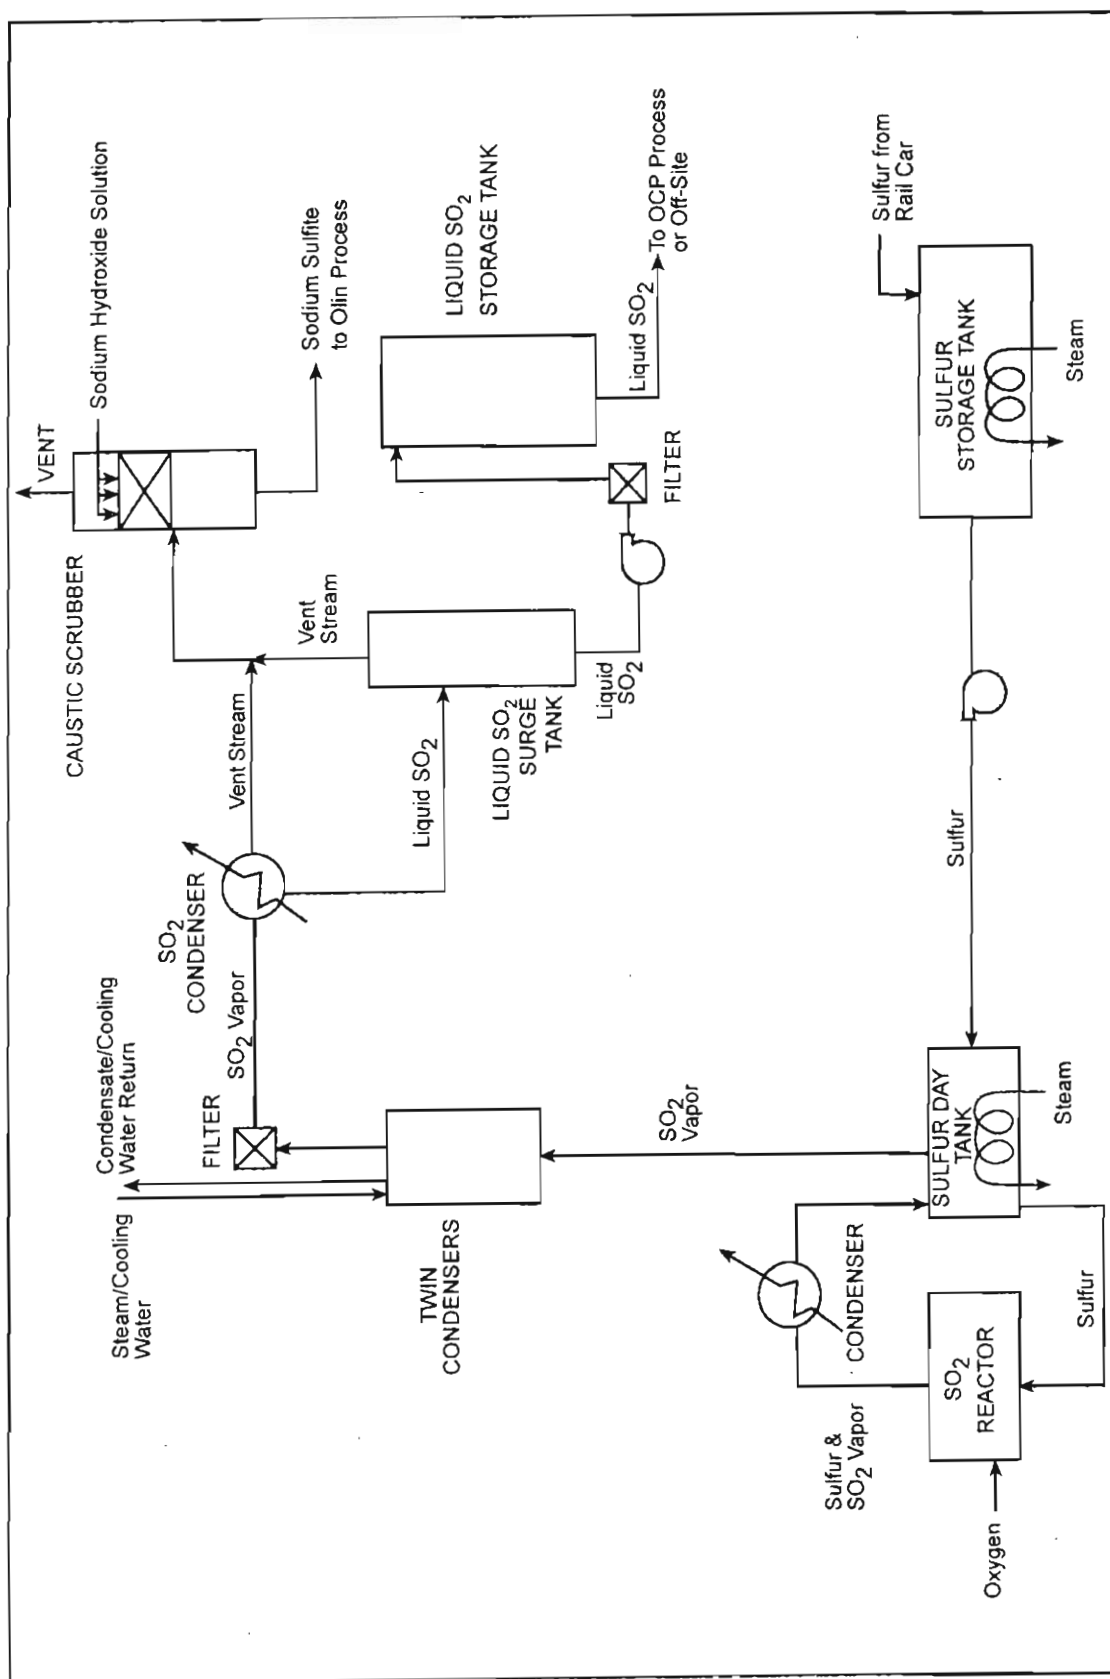 Steam/Cooling
Water
Condensate/Cooling
Water Return
TWIN
CONDENSERS
FILTER
SO2 Vapor
SO2
CONDENSER
Vent Stream
Liquid SO2
CAUSTIC SCRUBBER
VENT
Sodium Hydroxide Solution
Sodium Sulfite
to Olin Process
Vent
Stream
LIQUID SO2
SURGE
TANK
Liquid
SO2
FILTER
LIQUID SO2
STORAGE TANK
Liquid SO2
To OCP Process
or Off-Site
Oxygen
SO2
REACTOR
Sulfur &
SO2 Vapor
CONDENSER
Sulfur
SULFUR DAY
TANK
Steam
SO2
Vapor
Sulfur
SULFUR
STORAGE TANK
Steam
Sulfur from
Rail Car